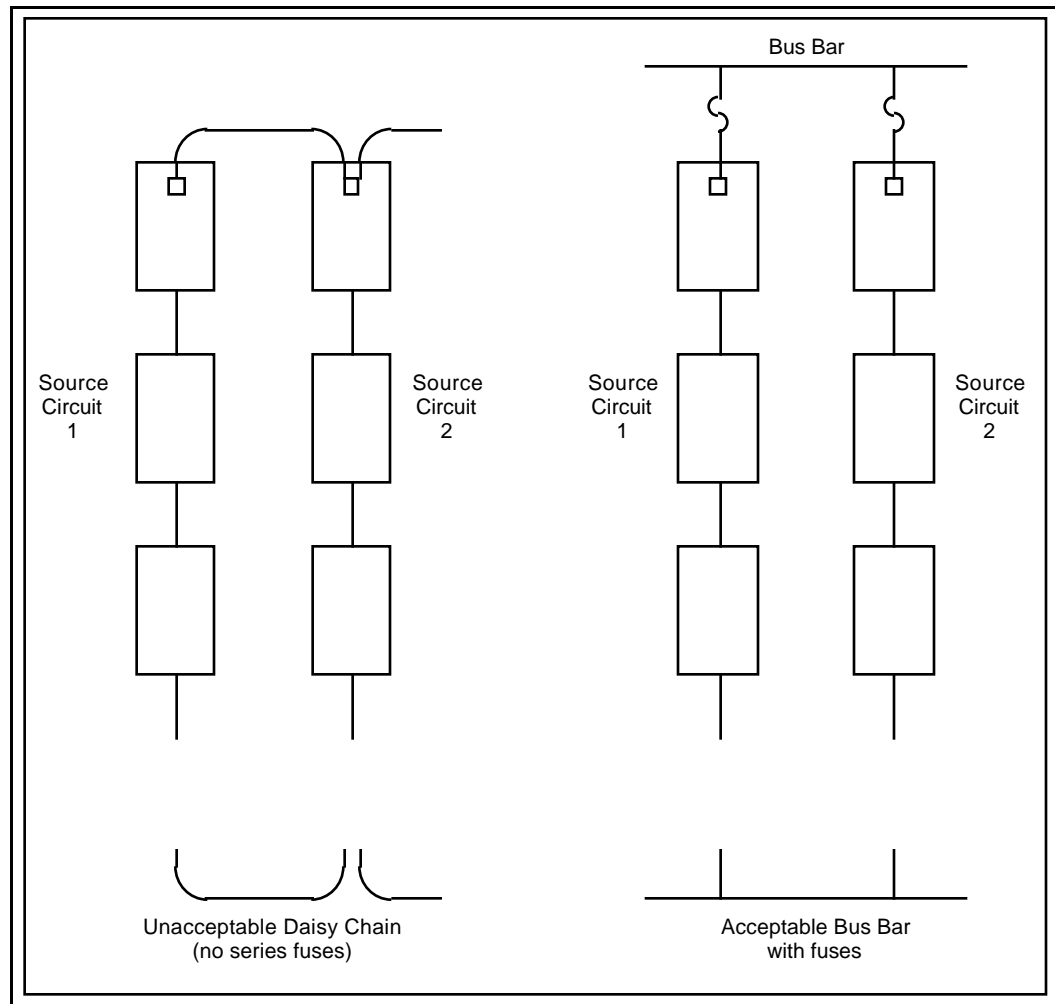 Bus Bar
Source
Circuit
1
Source
Circuit
2
Source
Circuit
1
Source
Circuit
2
Unacceptable Daisy Chain
(no series fuses)
Acceptable Bus Bar
with fuses